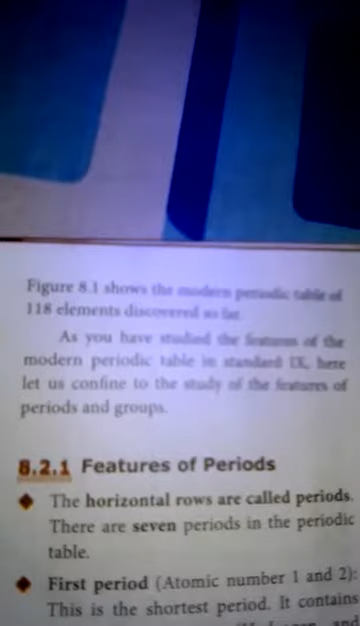 Figure 8.1 shows the modern periodic table of
118 elements discovered so far.
As you have studied the features of the
modern periodic table in standard IX, here
let us confine to the study of the features of
periods and groups.
8.2.1 Features of Periods
The horizontal rows are called periods.
There are seven periods in the periodic
table.
First period (Atomic number 1 and 2):
This is the shortest period. It contains
and